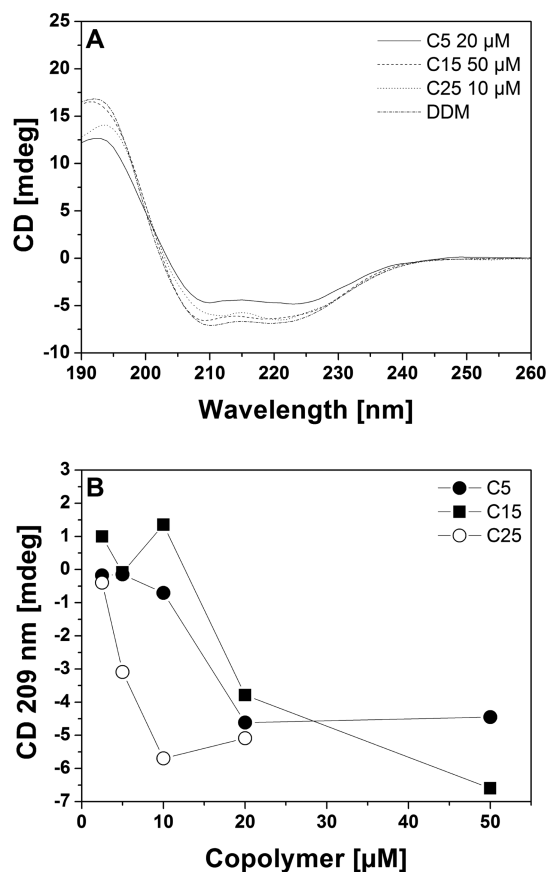 A
C5 20 µM
C15 50 µM
C25 10 µM
DDM
25
20
15
10
5
0
-5
-10
CD [mdeg]
190 200 210 220 230 240 250 260
Wavelength [nm]
B
C5
C15
C25
3
2
1
0
-1
-2
-3
-4
-5
-6
-7
CD 209 nm [mdeg]
0 10 20 30 40 50
Copolymer [µM]